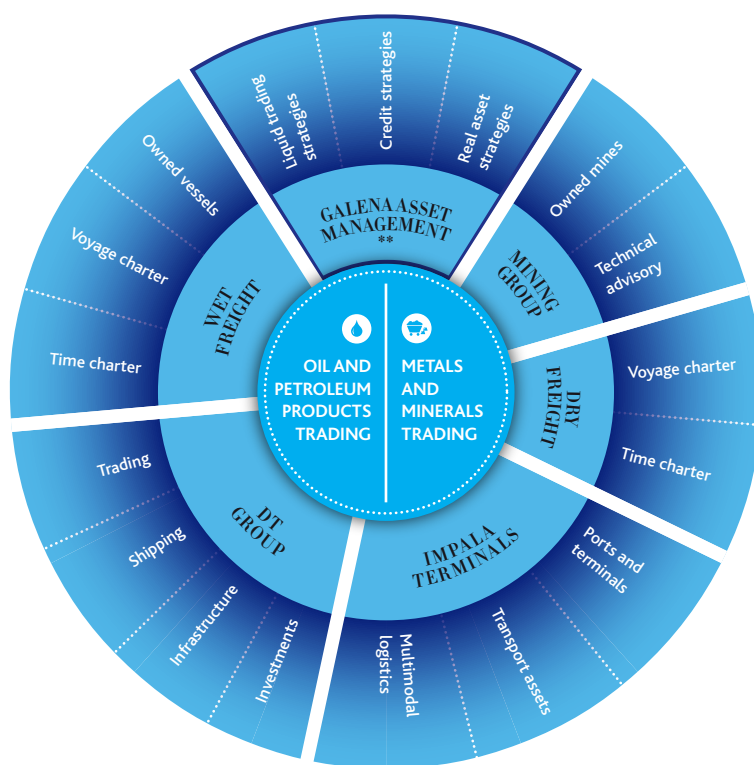 Liquid trading
strategies
Credit strategies
Real asset
strategies
GALENA ASSET
MANAGEMENT
**
Owned mines
Technical
advisory
MINING
GROUP
Voyage charter
Time charter
DRY
FREIGHT
Ports and
terminals
Transport assets
Multimodal
logistics
IMPALA
TERMINALS
Investments
Infrastructure
Shipping
Trading
DT
GROUP
Time charter
Voyage charter
Owned vessels
WET
FREIGHT
OIL AND
PETROLEUM
PRODUCTS
TRADING
METALS
AND
MINERALS
TRADING